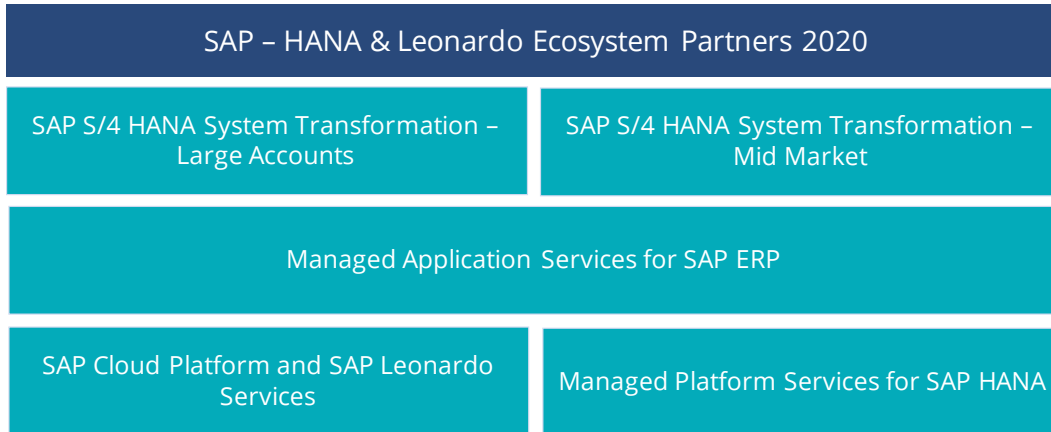 SAP – HANA & Leonardo Ecosystem Partners 2020
SAP S/4 HANA System Transformation –
Large Accounts
SAP S/4 HANA System Transformation –
Mid Market
Managed Application Services for SAP ERP
SAP Cloud Platform and SAP Leonardo
Services
Managed Platform Services for SAP HANA